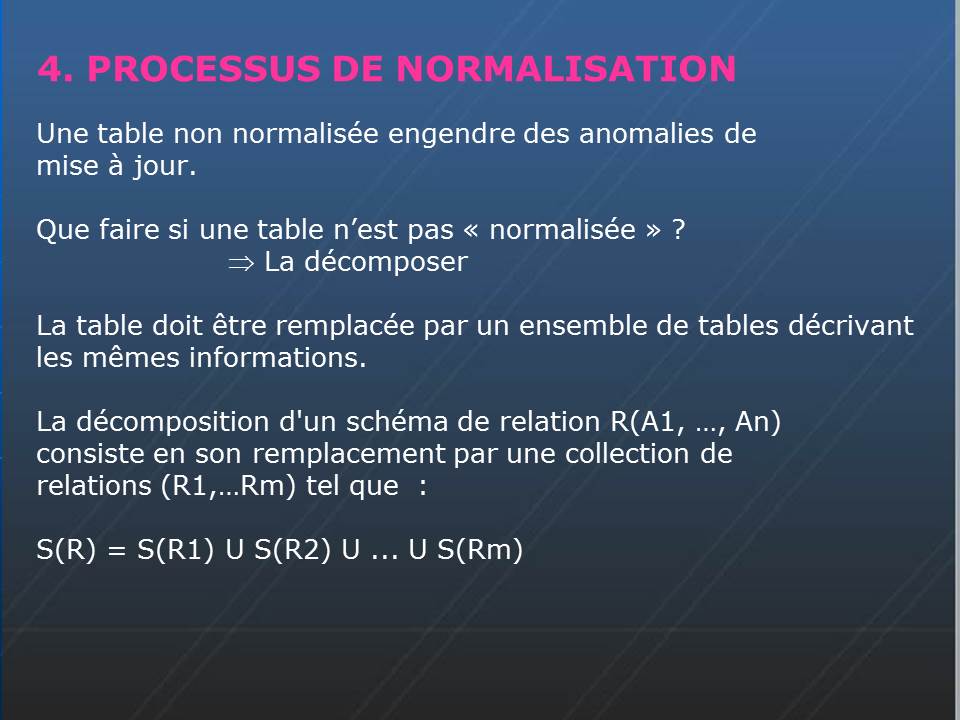 4. PROCESSUS DE NORMALISATION
Une table non normalisée engendre des anomalies de
mise à jour.
Que faire si une table n’est pas « normalisée » ?
⇒ La décomposer
La table doit être remplacée par un ensemble de tables décrivant
les mêmes informations.
La décomposition d'un schéma de relation R(A1, …, An)
consiste en son remplacement par une collection de
relations (R1,…Rm) tel que :
S(R) = S(R1) U S(R2) U ... U S(Rm)